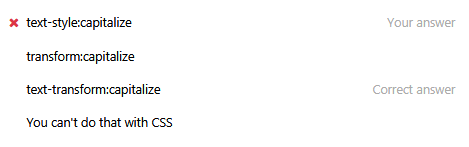 text-style:capitalize Your answer
transform:capitalize
text-transform:capitalize Correct answer
You can't do that with CSS